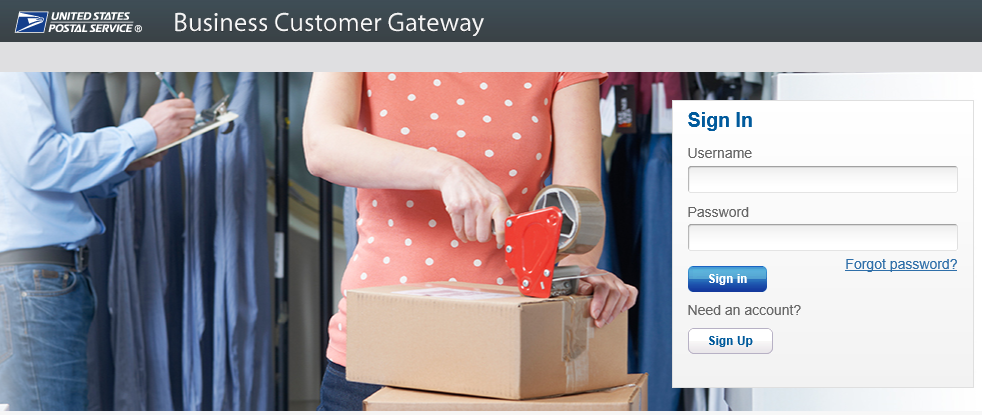 UNITED STATES
POSTAL SERVICE ®
Business Customer Gateway
Sign In
Username
Password
Forgot password?
Sign in
Need an account?
Sign Up